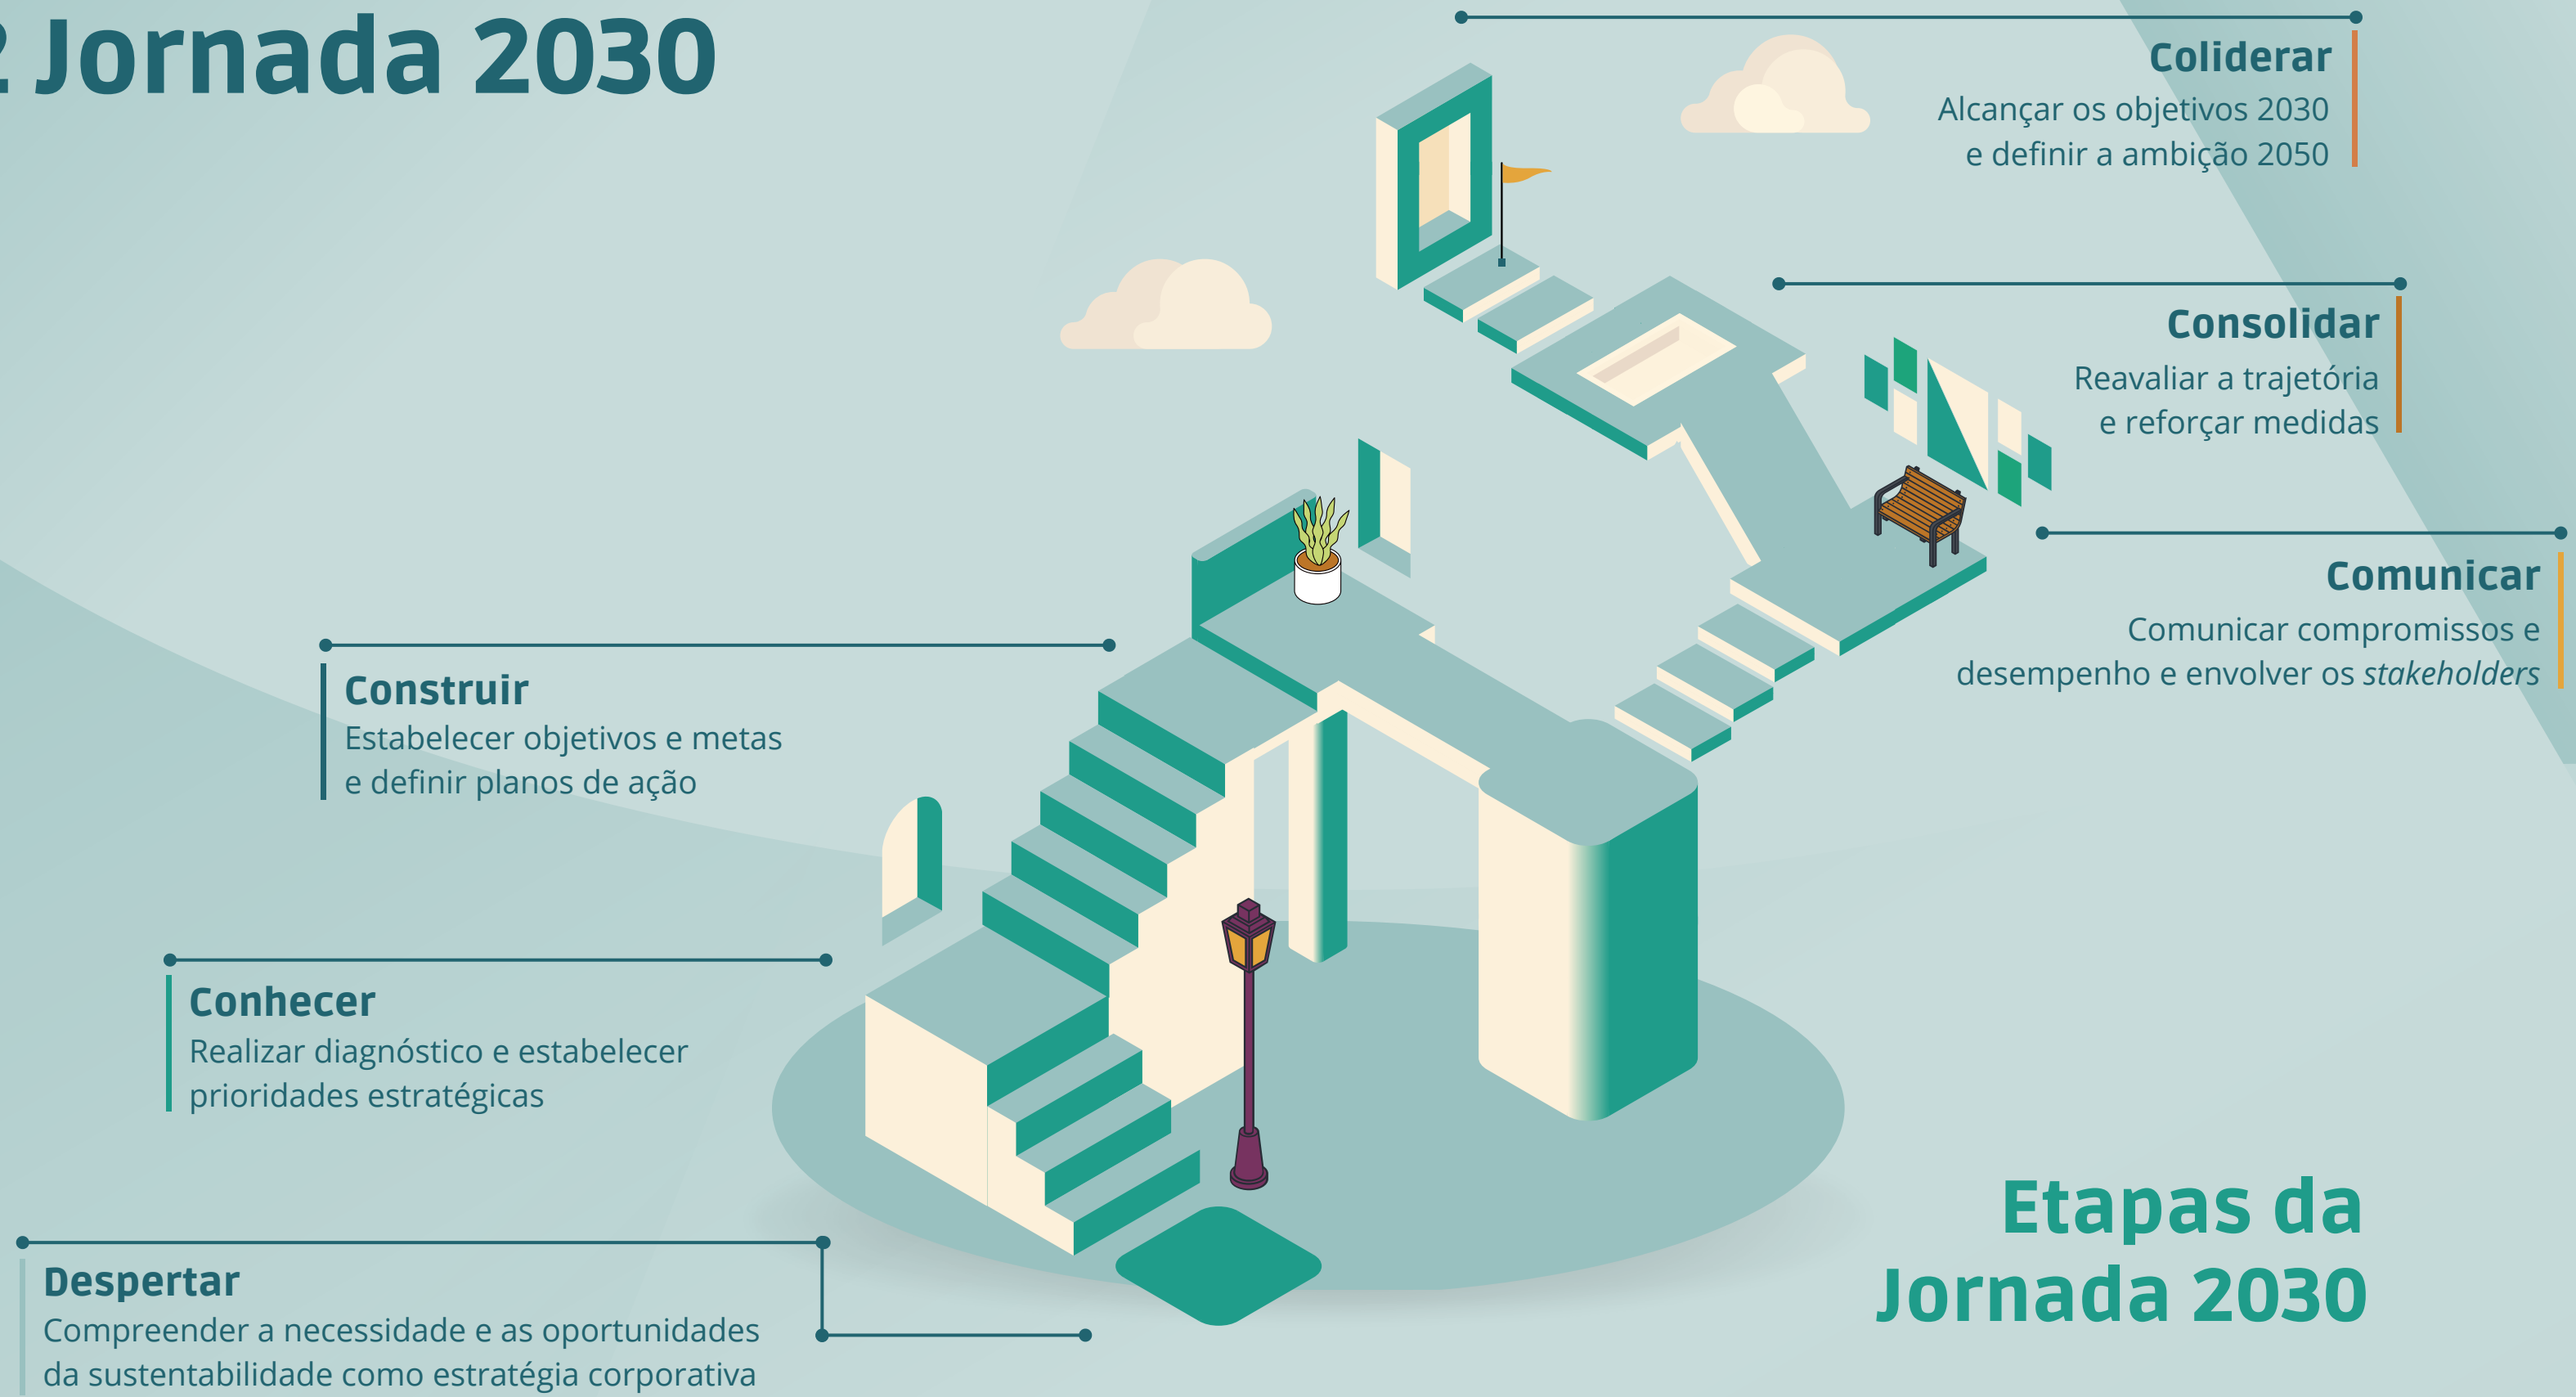 2 Jornada 2030
Coliderar
Alcançar os objetivos 2030
e definir a ambição 2050
Consolidar
Reavaliar a trajetória
e reforçar medidas
Comunicar
Comunicar compromissos e
desempenho e envolver os stakeholders
Construir
Estabelecer objetivos e metas
e definir planos de ação
Conhecer
Realizar diagnóstico e estabelecer
prioridades estratégicas
Despertar
Compreender a necessidade e as oportunidades
da sustentabilidade como estratégia corporativa
Etapas da
Jornada 2030